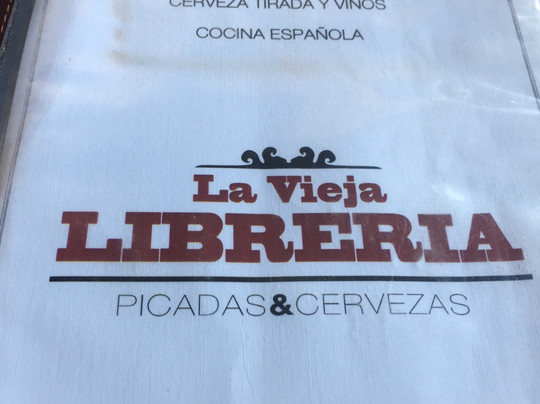 CERVEZA TIRADA Y VINOS
COCINA ESPAÑOLA
La Vieja
LIBRERIA
PICADAS&CERVEZAS